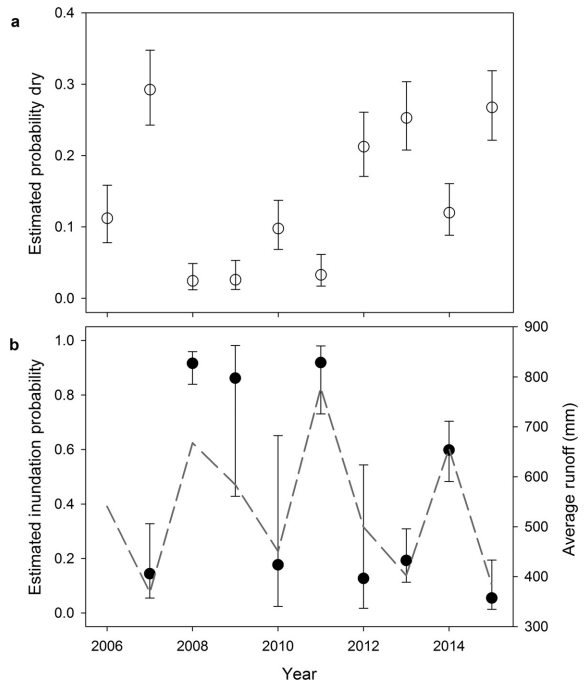 a
Estimated probability dry
0.4
0.3
0.2
0.1
0.0
b
Estimated inundation probability
1.0
0.8
0.6
0.4
0.2
0.0
900
800
700
600
500
400
300
Average runoff (mm)
2006 2008 2010 2012 2014
Year